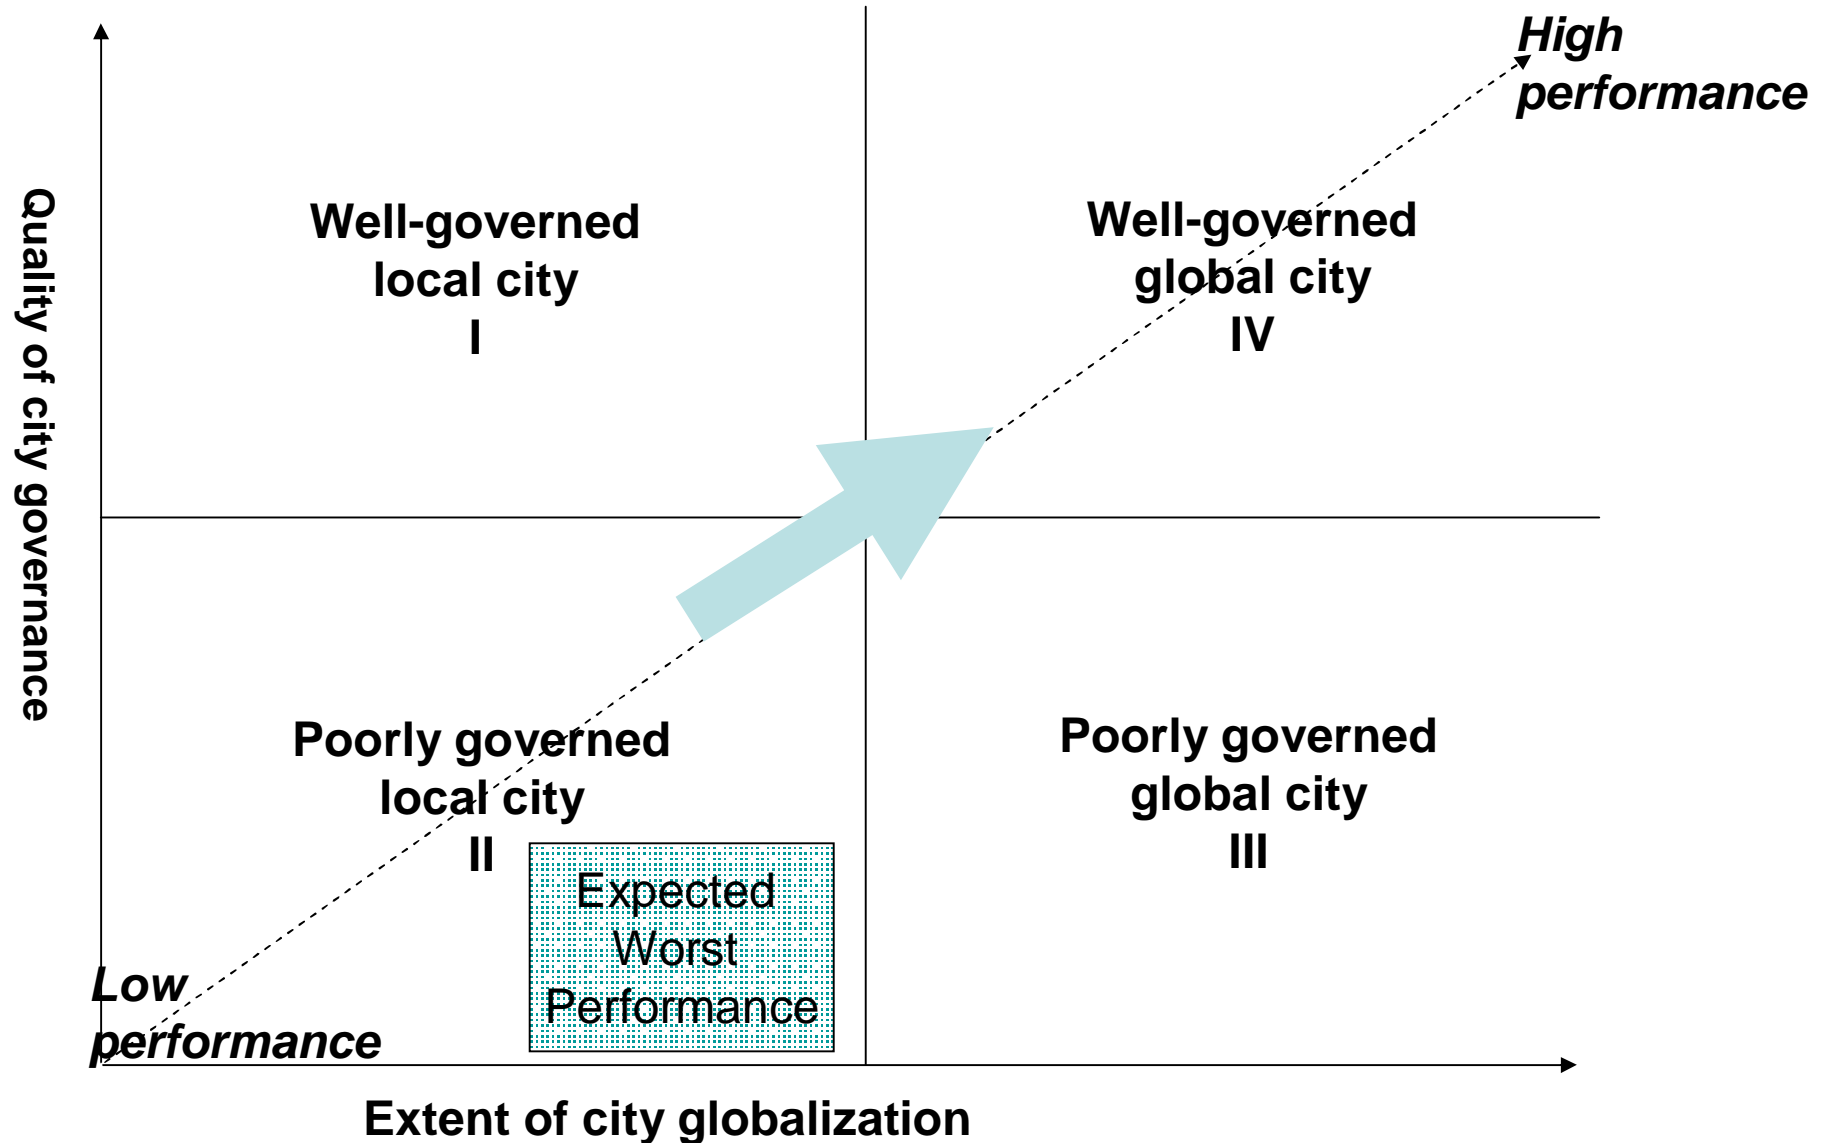 High
performance
Quality of city governance
Well-governed
local city
I
Well-governed
global city
IV
Poorly governed
local city
II
Poorly governed
global city
III
Expected
Worst
Performance
Low
performance
Extent of city globalization